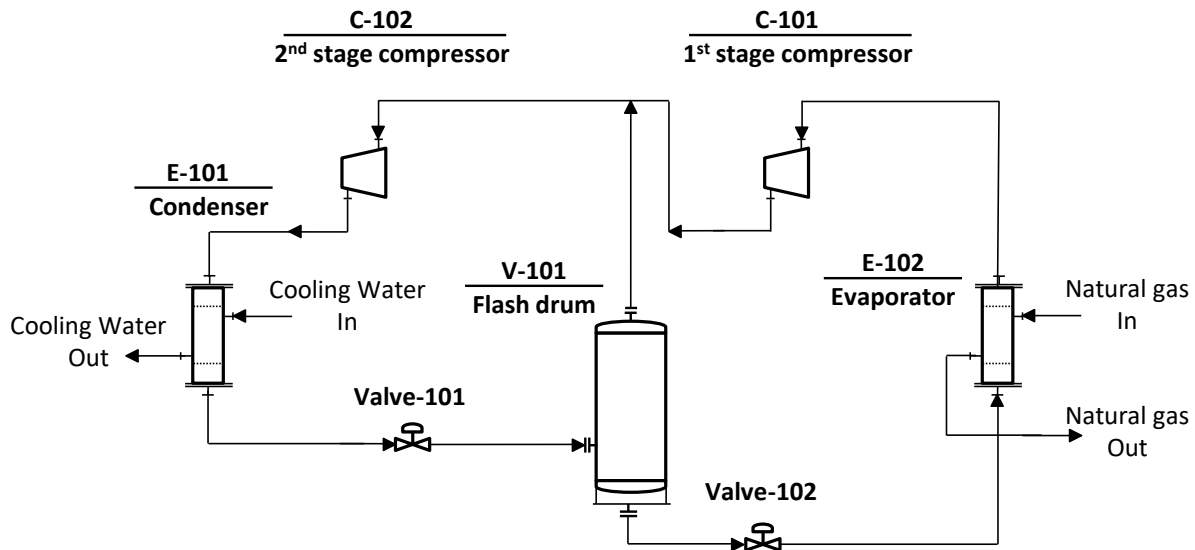 C-102
2nd stage compressor
C-101
1st stage compressor
E-101
Condenser
V-101
Flash drum
E-102
Evaporator
Cooling Water
In
Cooling Water
Out
Natural gas
In
Valve-101
Natural gas
Out
Valve-102